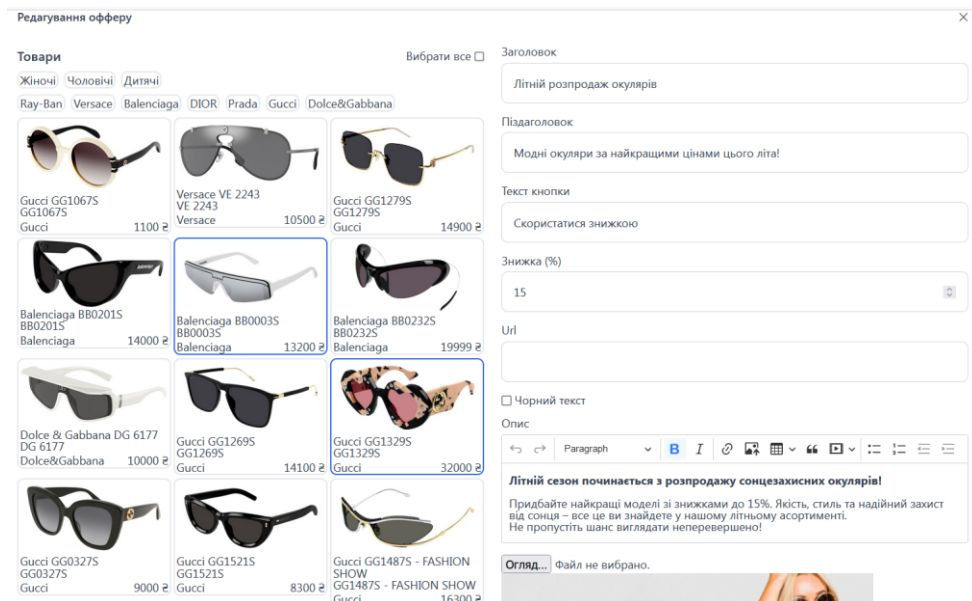 Редагування офферу
Товари
Вибрати все
Жіночі Чоловічі Дитячі
Ray-Ban Versace Balenciaga DIOR Prada Gucci Dolce&Gabbana
Gucci GG1067S
GG1067S
Gucci 1100 ₴
Versace VE 2243
VE 2243
Versace 10500 ₴
Gucci GG1279S
GG1279S
Gucci 14900 ₴
Balenciaga BB0201S
BB0201S
Balenciaga 14000 ₴
Balenciaga BB0003S
BB0003S
Balenciaga 13200 ₴
Balenciaga BB0232S
BB0232S
Balenciaga 19999 ₴
Dolce & Gabbana DG 6177
DG 6177
Dolce&Gabbana 10000 ₴
Gucci GG1269S
GG1269S
Gucci 14100 ₴
Gucci GG1329S
GG1329S
Gucci 32000 ₴
Gucci GG0327S
GG0327S
Gucci 9000 ₴
Gucci GG1521S
GG1521S
Gucci 8300 ₴
Gucci GG1487S - FASHION
SHOW
GG1487S - FASHION SHOW
Gucci 16300 ₴
Заголовок
Літній розпродаж окулярів
Піздаголовок
Модні окуляри за найкращими цінами цього літа!
Текст кнопки
Скористатися знижкою
Знижка (%)
15
Url
Чорний текст
Опис
Paragraph B I
Літній сезон починається з розпродажу сонцезахисних окулярів!
Придбайте найкращі моделі зі знижками до 15%. Якість, стиль та надійний захист
від сонця – все це ви знайдете у нашому літньому асортименті.
Не пропустіть шанс виглядати неперевершено!
Огляд... Файл не вибрано.